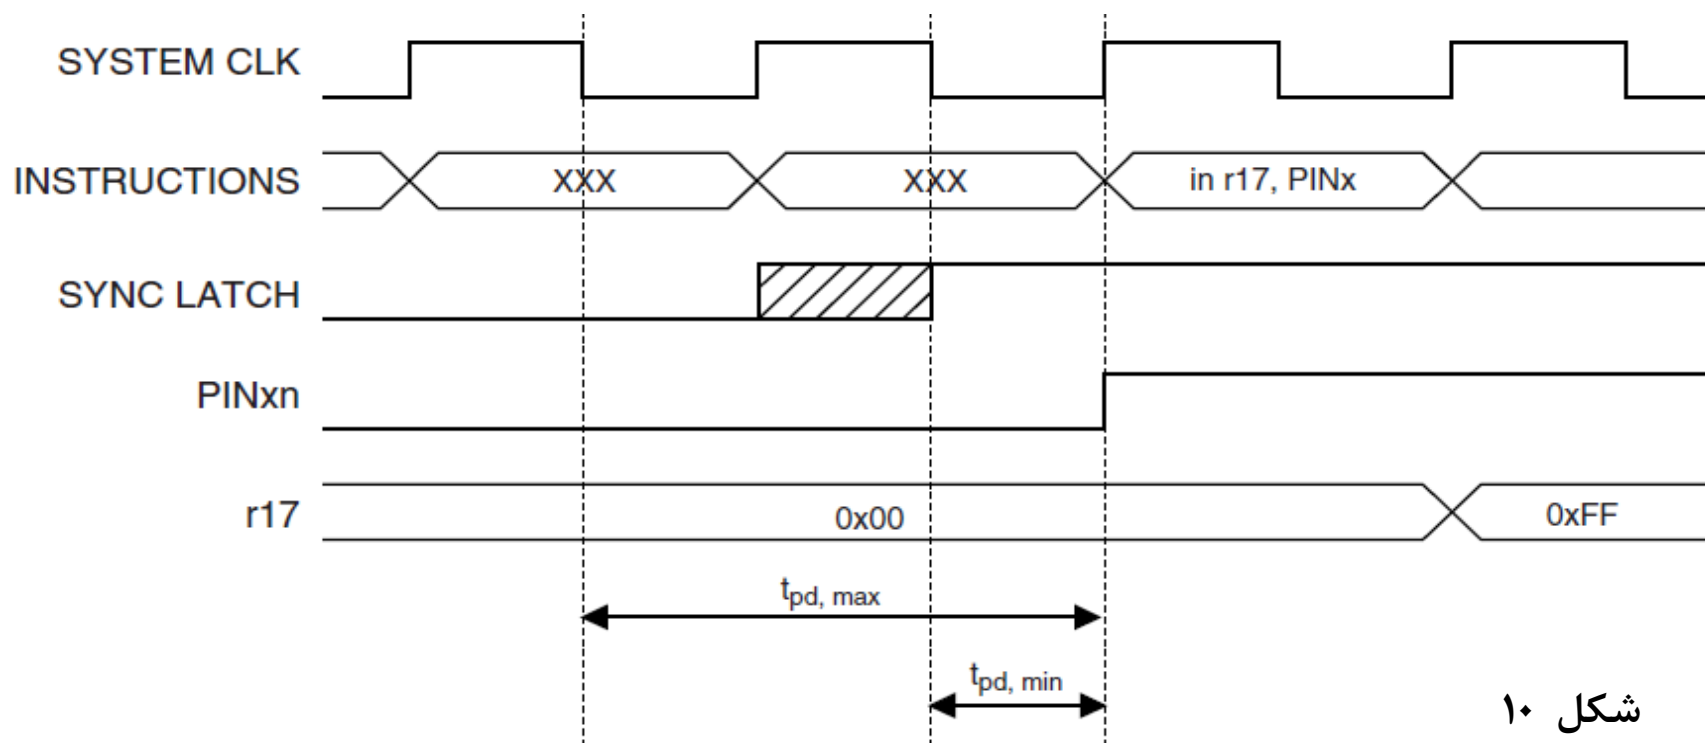 SYSTEM CLK
INSTRUCTIONS XXX XXX in r17, PINx
SYNC LATCH
PINxn
r17 0x00 0xFF
tpd, max
tpd, min
شکل ۱۰